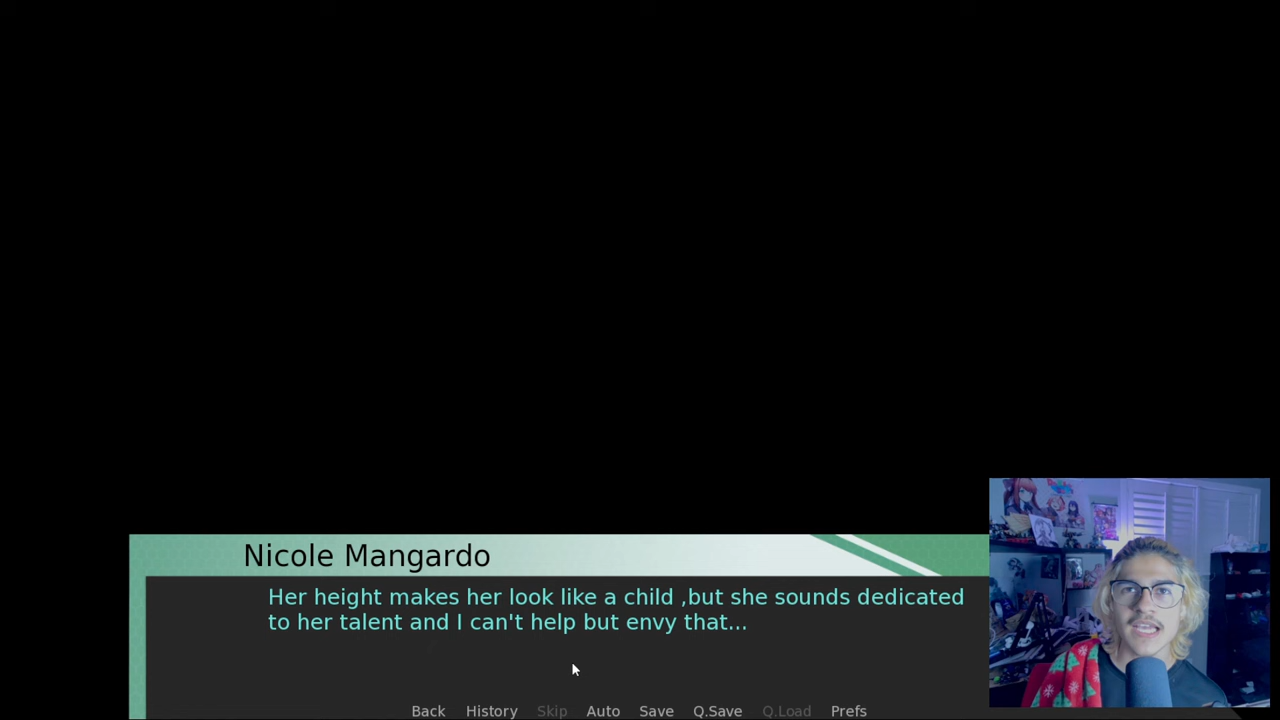 Nicole Mangardo
Her height makes her look like a child ,but she sounds dedicated
to her talent and I can't help but envy that...
Back History Skip Auto Save Q.Save Q.Load Prefs